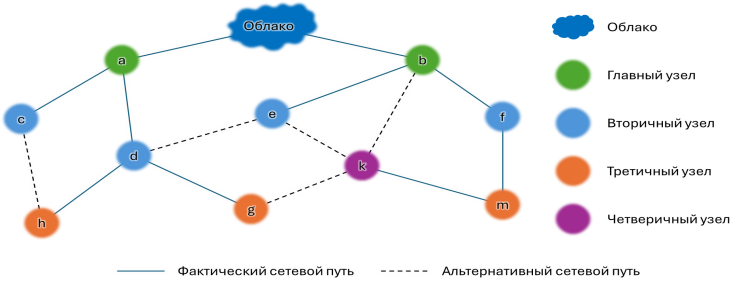 Облако
a
b
c
e
f
d
k
h
g
m
Облако
Главный узел
Вторичный узел
Третичный узел
Четверичный узел
Фактический сетевой путь
Альтернативный сетевой путь